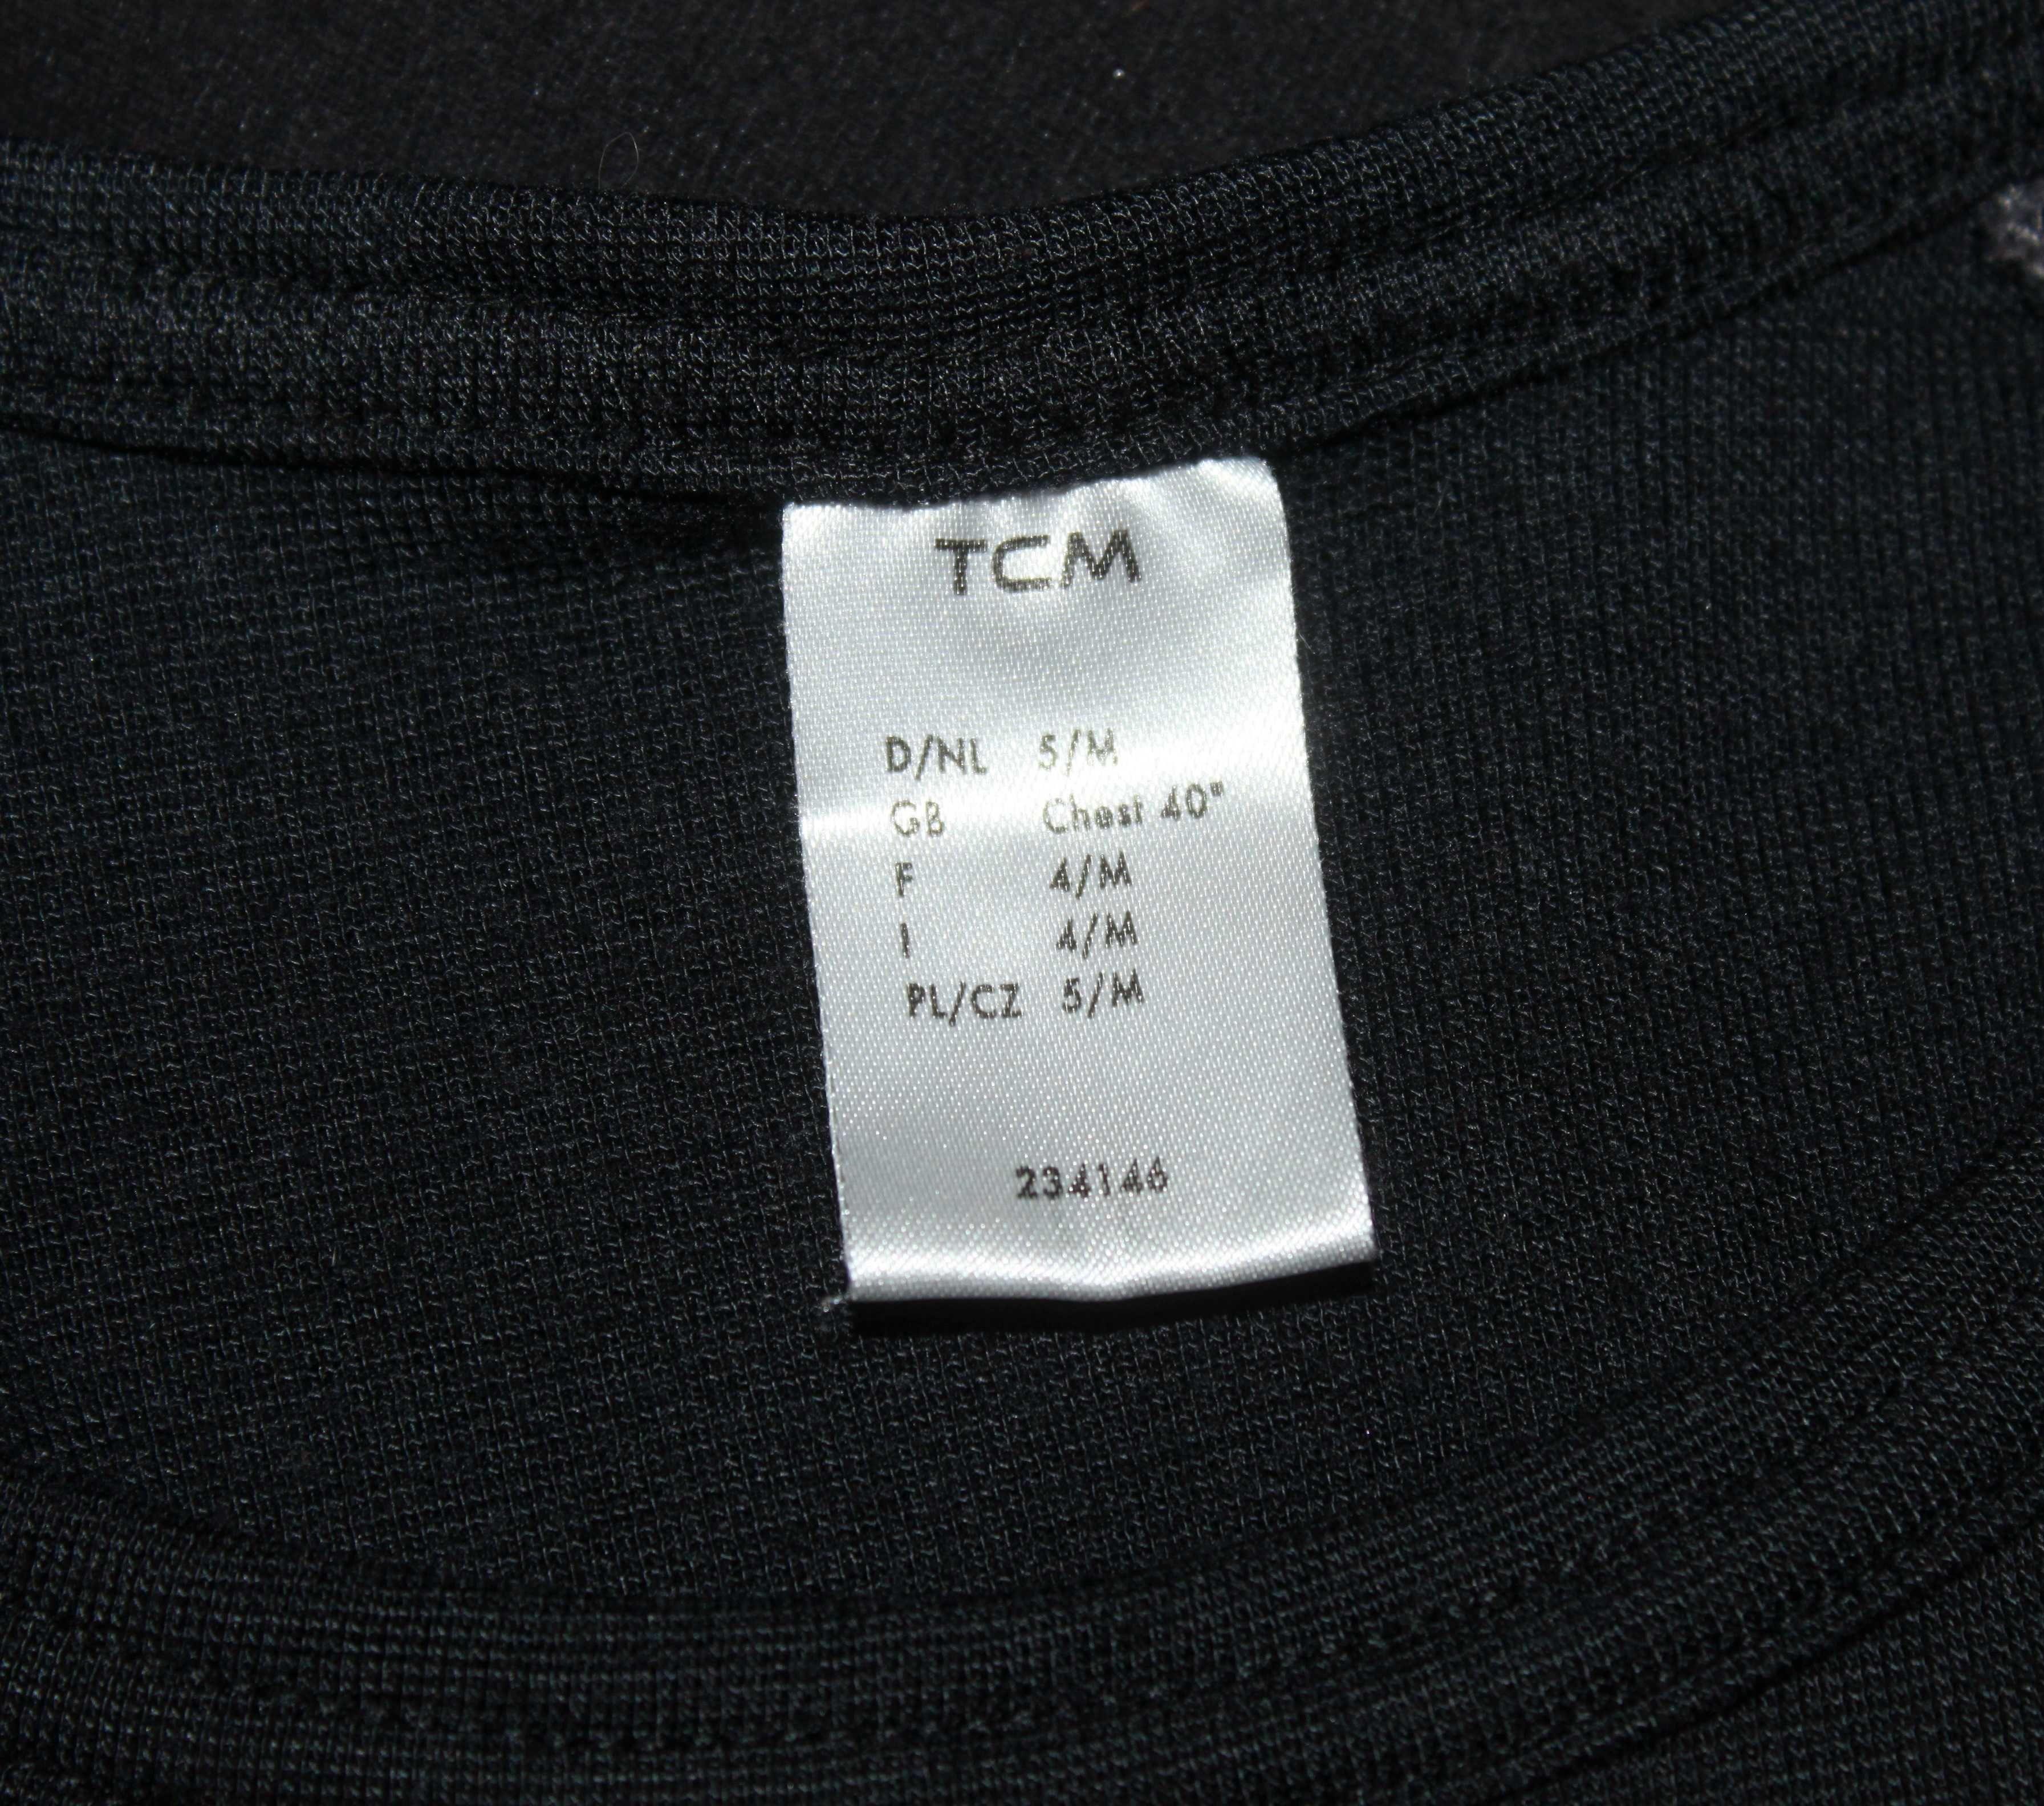 TCM
D/NL 5/M
GB Chest 40"
F 4/M
I 4/M
PL/CZ 5/M
234146